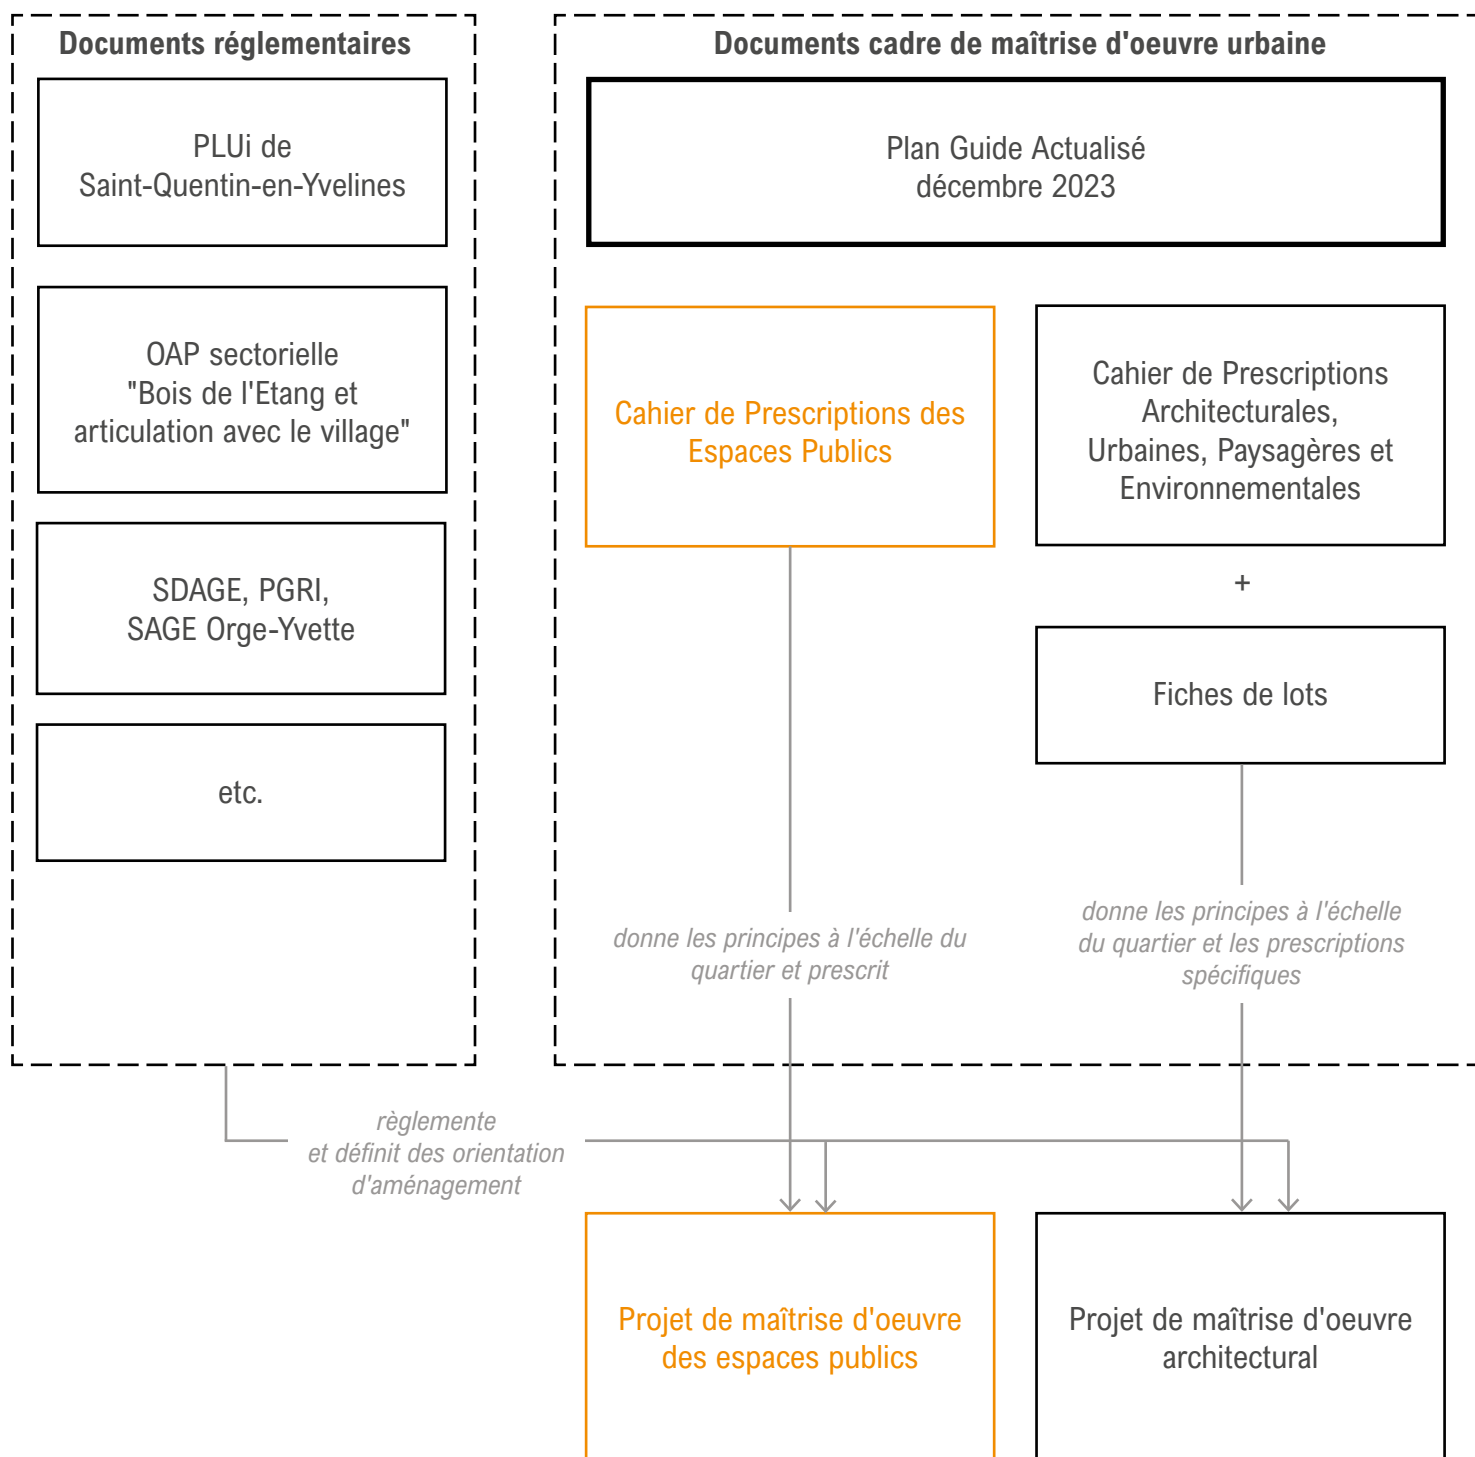 Documents réglementaires
PLUi de
Saint-Quentin-en-Yvelines
OAP sectorielle
"Bois de l'Etang et
articulation avec le village"
SDAGE, PGRI,
SAGE Orge-Yvette
etc.
Documents cadre de maîtrise d'oeuvre urbaine
Plan Guide Actualisé
décembre 2023
Cahier de Prescriptions des
Espaces Publics
Cahier de Prescriptions
Architecturales,
Urbaines, Paysagères et
Environnementales
+
Fiches de lots
donne les principes à l'échelle du
quartier et prescrit
donne les principes à l'échelle
du quartier et les prescriptions
spécifiques
règlemente
et définit des orientation
d'aménagement
Projet de maîtrise d'oeuvre
des espaces publics
Projet de maîtrise d'oeuvre
architectural